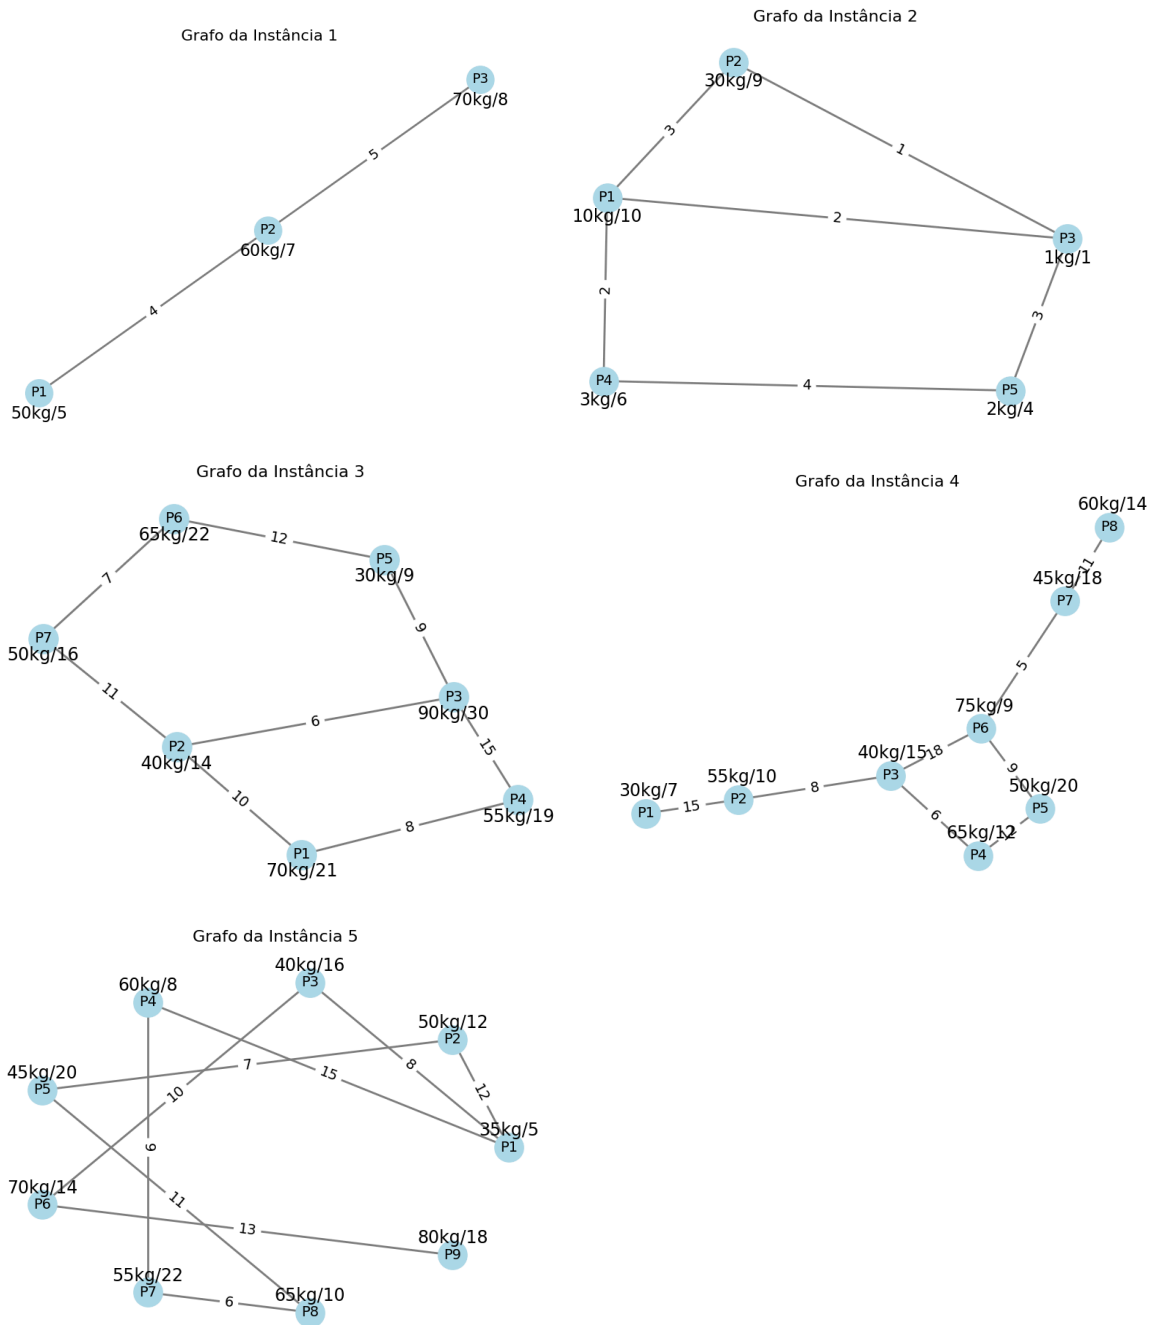 Grafo da Instância 1
P3
70kg/8
5
P2
60kg/7
4
P1
50kg/5
Grafo da Instância 2
P2
30kg/9
3
1
P1
10kg/10
2
P3
1kg/1
2
3
P4
3kg/6
4
P5
2kg/4
Grafo da Instância 3
P6
65kg/22
12
P5
30kg/9
7
9
P7
50kg/16
11
P3
90kg/30
6
P2
40kg/14
15
10
P4
55kg/19
8
P1
70kg/21
Grafo da Instância 4
60kg/14
P8
11
45kg/18
P7
5
75kg/9
P6
18
40kg/15
P3
9
55kg/10
P2
8
30kg/7
P1
15
50kg/20
P5
6
65kg/12
P4
Grafo da Instância 5
40kg/16
P3
60kg/8
P4
50kg/12
P2
45kg/20
P5
7
15
8
12
10
35kg/5
P1
9
70kg/14
P6
11
13
80kg/18
P9
55kg/22
P7
6
65kg/10
P8